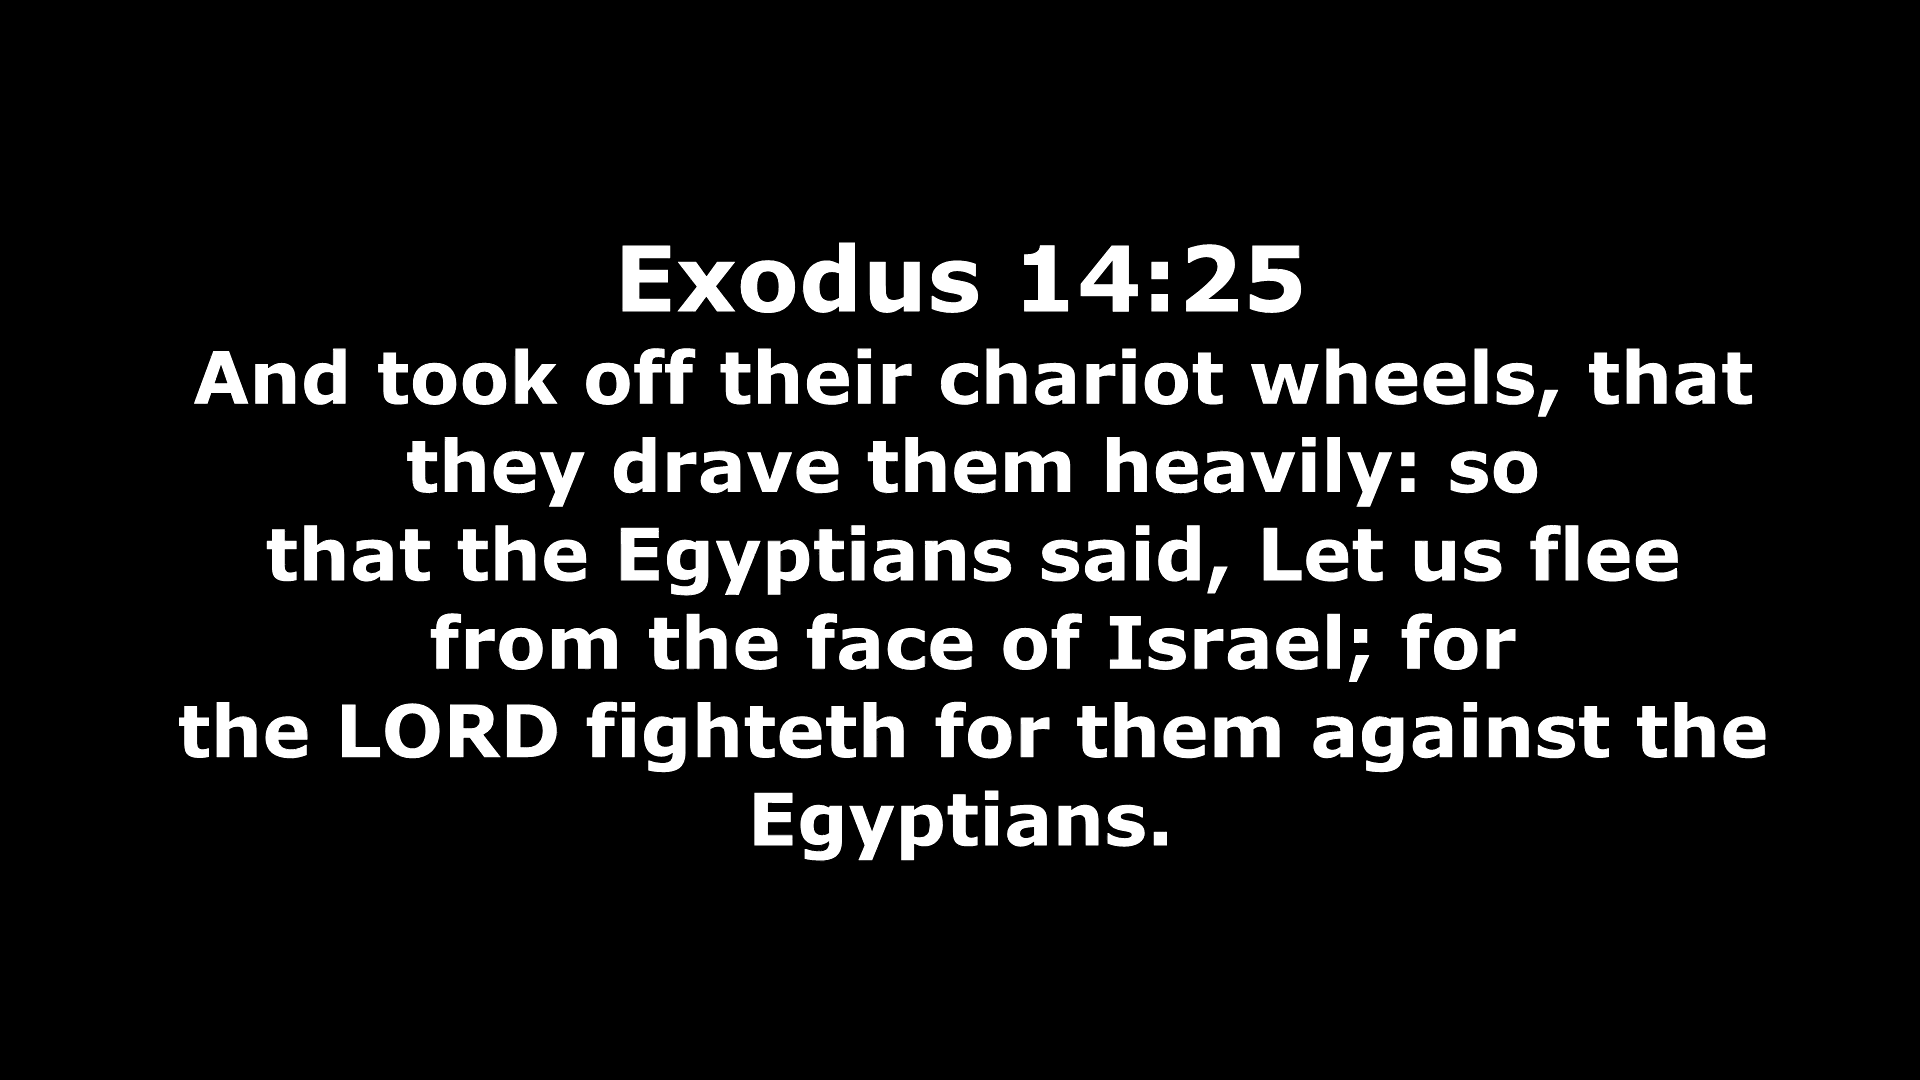 Exodus 14:25
And took off their chariot wheels, that
they drave them heavily: so
that the Egyptians said, Let us flee
from the face of Israel; for
the LORD fighteth for them against the
Egyptians.